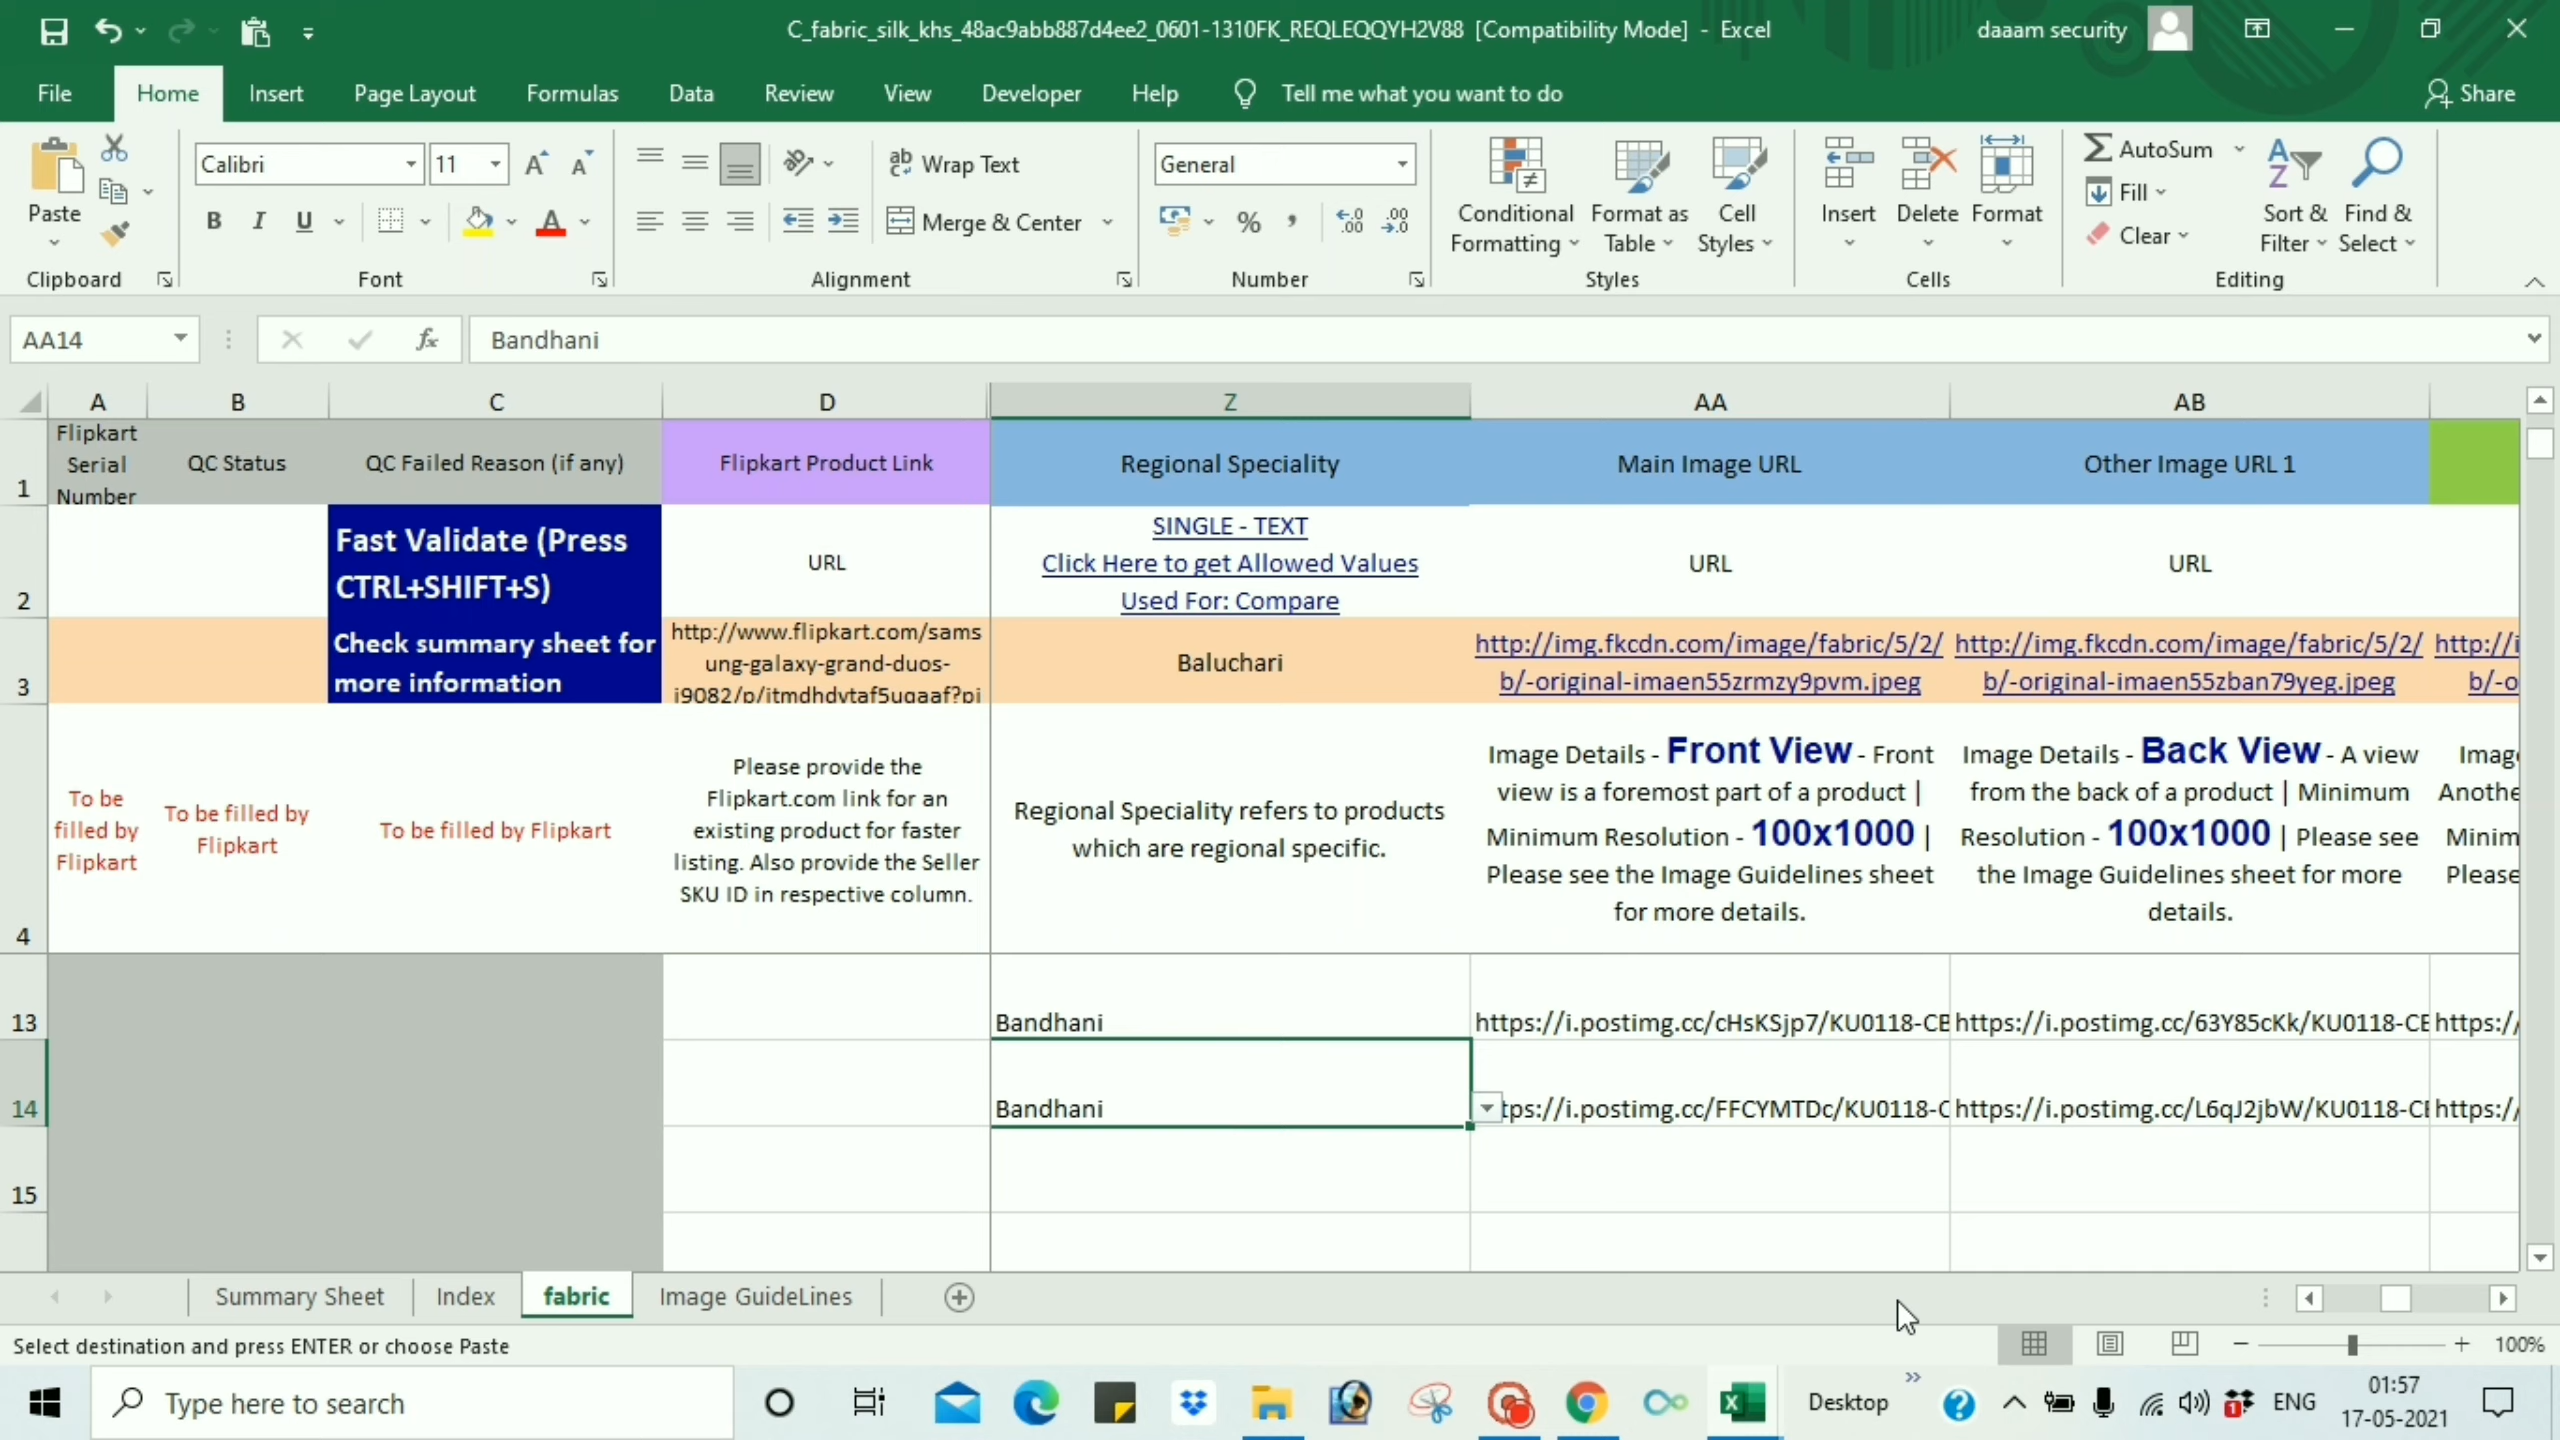 C_fabric_silk_khs_48ac9abb887d4ee2_0601-1310FK_REQLEQQYH2V88 [Compatibility Mode] - Excel
daaam security
File Home Insert Page Layout Formulas Data Review View Developer Help Tell me what you want to do Share
Paste
Calibri 11
Wrap Text
Merge & Center
General
Conditional Formatting
Format as Table
Cell Styles
Insert Delete Format
AutoSum
Fill
Clear
Sort & Filter
Find & Select
Clipboard Font Alignment Number Styles Cells Editing
AA14 fx Bandhani
A B C D Z AA AB
1
Flipkart
Serial
Number
QC Status
QC Failed Reason (if any)
Flipkart Product Link
Regional Speciality
Main Image URL
Other Image URL 1
2
Fast Validate (Press
CTRL+SHIFT+S)
URL
SINGLE - TEXT
Click Here to get Allowed Values
Used For: Compare
URL
URL
3
Check summary sheet for
more information
http://www.flipkart.com/sams
ung-galaxy-grand-duos-
i9082/p/itmdhdvtaf5ugaaf?pi
Baluchari
http://img.fkcdn.com/image/fabric/5/2/
b/-original-imaen55zrmzy9pvm.jpeg
http://img.fkcdn.com/image/fabric/5/2/
b/-original-imaen55zban79yeg.jpeg
http://i
b/-o
4
To be
filled by
Flipkart
To be filled by
Flipkart
To be filled by Flipkart
Please provide the
Flipkart.com link for an
existing product for faster
listing. Also provide the Seller
SKU ID in respective column.
Regional Speciality refers to products
which are regional specific.
Image Details - Front View - Front
view is a foremost part of a product |
Minimum Resolution - 100x1000 |
Please see the Image Guidelines sheet
for more details.
Image Details - Back View - A view
from the back of a product | Minimum
Resolution - 100x1000 | Please see
the Image Guidelines sheet for more
details.
Imag
Anothe
Minim
Please
13 Bandhani https://i.postimg.cc/cHsKSjp7/KU0118-CB https://i.postimg.cc/63Y85cKk/KU0118-CB https:/
14 Bandhani tps://i.postimg.cc/FFCYMTDc/KU0118-C https://i.postimg.cc/L6qJ2jbW/KU0118-CB https:/
15
Summary Sheet Index fabric Image GuideLines
Select destination and press ENTER or choose Paste 100%
Type here to search
Desktop
ENG
01:57
17-05-2021